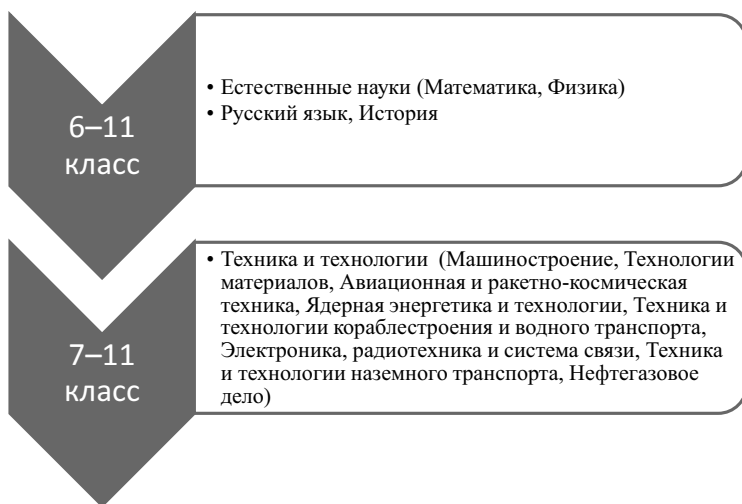 6–11
класс
• Естественные науки (Математика, Физика)
• Русский язык, История
7–11
класс
• Техника и технологии (Машиностроение, Технологии
материалов, Авиационная и ракетно-космическая
техника, Ядерная энергетика и технологии, Техника и
технологии кораблестроения и водного транспорта,
Электроника, радиотехника и система связи, Техника
и технологии наземного транспорта, Нефтегазовое
дело)